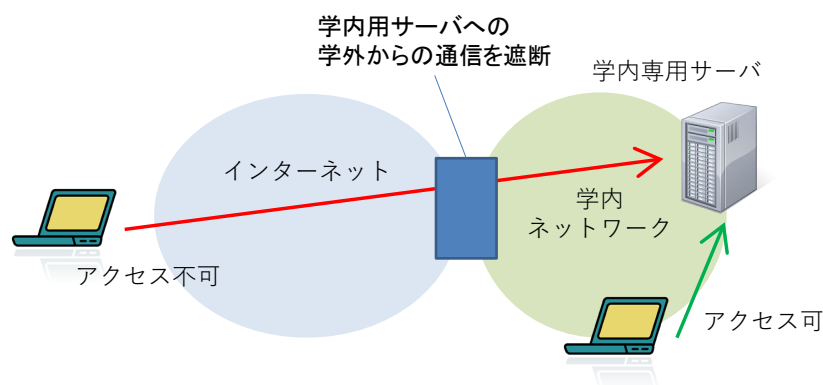 学内用サーバへの
学外からの通信を遮断
学内専用サーバ
インターネット
学内
ネットワーク
アクセス不可
アクセス可